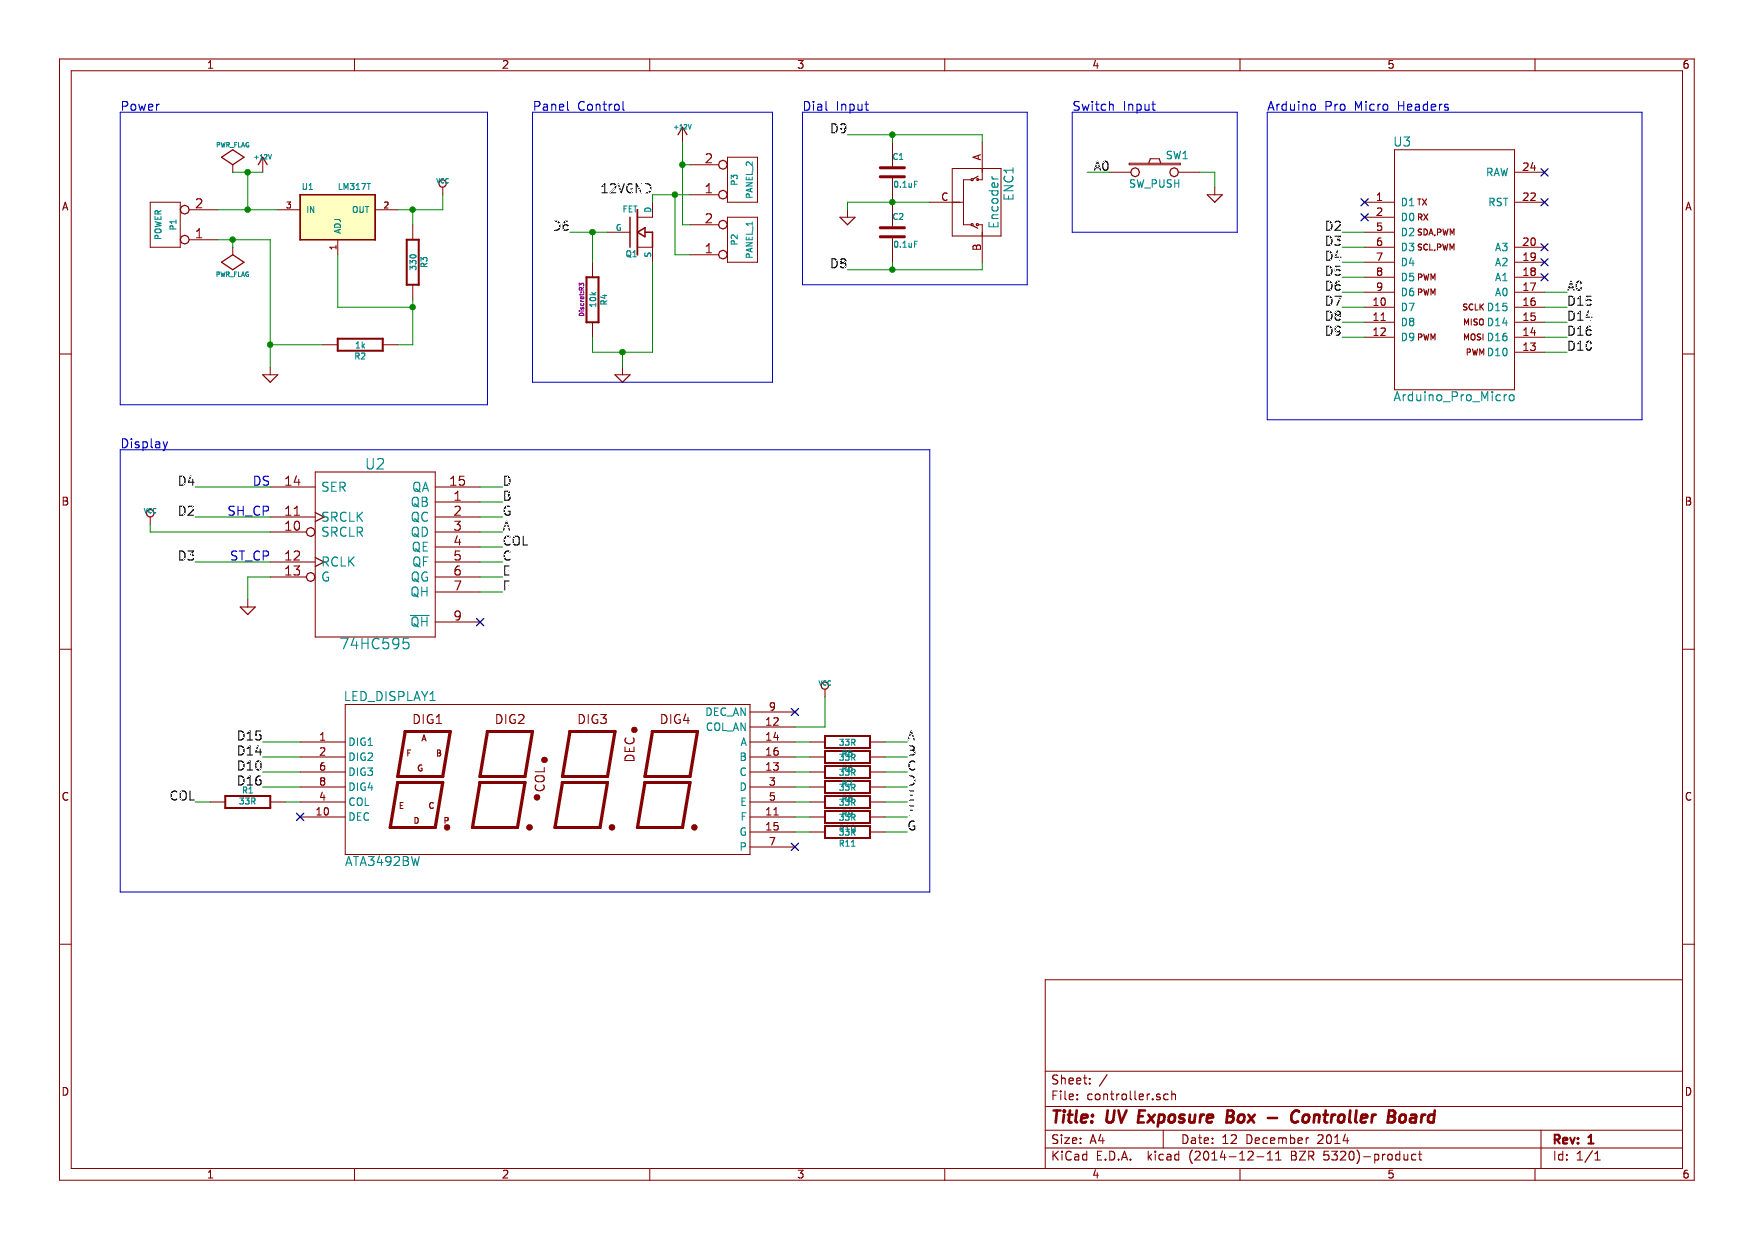 1 2 3 4 5 6
A
B
C
D
Power
PWR_FLAG
+12V
U1 LM317T
VCC
POWER
P1
2
1
3 IN OUT 2
ADJ
1
PWR_FLAG
330
R3
1k
R2
Panel Control
+12V
12VGND
2
1
P3
PANEL_2
2
1
P2
PANEL_1
FET
D
G
S
Q1
D6
DiscreteR3
10k
R4
Dial Input
D9
C1
0.1uF
C2
0.1uF
D8
A
C
B
Encoder
ENC1
Switch Input
A0
SW1
SW_PUSH
Arduino Pro Micro Headers
U3
RAW 24
1 D1 TX RST 22
2 D0 RX
D2 5 D2 SDA,PWM
D3 6 D3 SCL,PWM A3 20
D4 7 D4 A2 19
D5 8 D5 PWM A1 18
D6 9 D6 PWM A0 17 A0
D7 10 D7 SCLK D15 16 D15
D8 11 D8 MISO D14 15 D14
D9 12 D9 PWM MOSI D16 14 D16
PWM D10 13 D10
Arduino_Pro_Micro
Display
U2
D4 DS 14 SER QA 15 D
QB 1 B
VCC D2 SH_CP 11 SRCLK QC 2 G
10 SRCLR QD 3 A
QE 4 COL
D3 ST_CP 12 RCLK QF 5 C
13 G QG 6 E
QH 7 F
QH 9
74HC595
LED_DISPLAY1
VCC
DIG1 DIG2 DIG3 DIG4
DEC_AN 9
COL_AN 12
D15 1 DIG1 A 14 33R A
D14 2 DIG2 B 16 33R B
D10 6 DIG3 C 13 33R C
D16 8 DIG4 D 3 33R D
COL R1 33R 4 COL E 5 33R E
10 DEC F 11 33R F
G 15 33R G
P 7 R11
A
F B
G
E C
D P
COL
DEC
ATA3492BW
Sheet: /
File: controller.sch
Title: UV Exposure Box – Controller Board
Size: A4 Date: 12 December 2014 Rev: 1
KiCad E.D.A. kicad (2014-12-11 BZR 5320)-product Id: 1/1
A
B
C
D
1 2 3 4 5 6